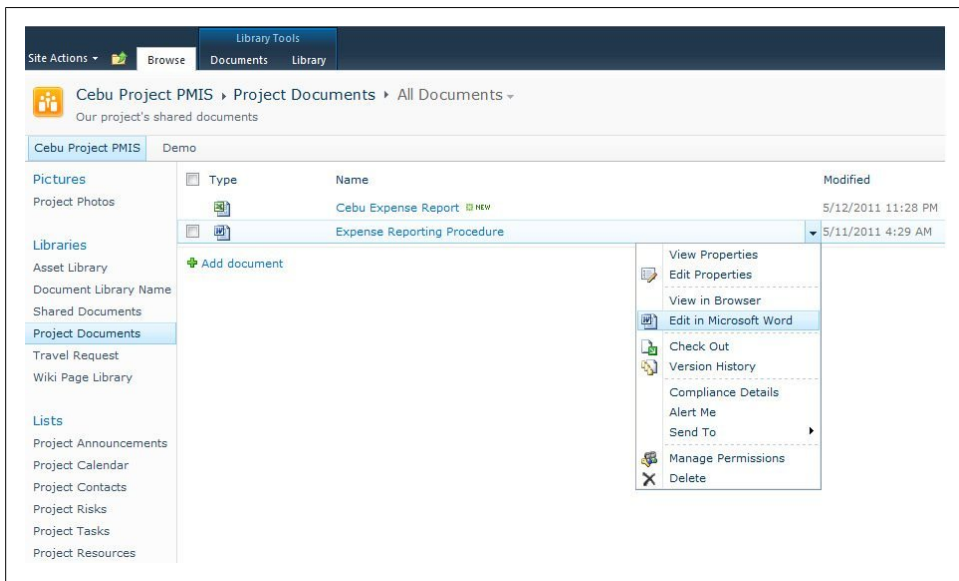 Library Tools
Site Actions Browse Documents Library
Cebu Project PMIS Project Documents All Documents
Our project's shared documents
Cebu Project PMIS Demo
Pictures
Project Photos
Libraries
Asset Library
Document Library Name
Shared Documents
Project Documents
Travel Request
Wiki Page Library
Lists
Project Announcements
Project Calendar
Project Contacts
Project Risks
Project Tasks
Project Resources
Type Name Modified
Cebu Expense Report NEW 5/12/2011 11:28 PM
Expense Reporting Procedure 5/11/2011 4:29 AM
Add document
View Properties
Edit Properties
View in Browser
Edit in Microsoft Word
Check Out
Version History
Compliance Details
Alert Me
Send To
Manage Permissions
Delete